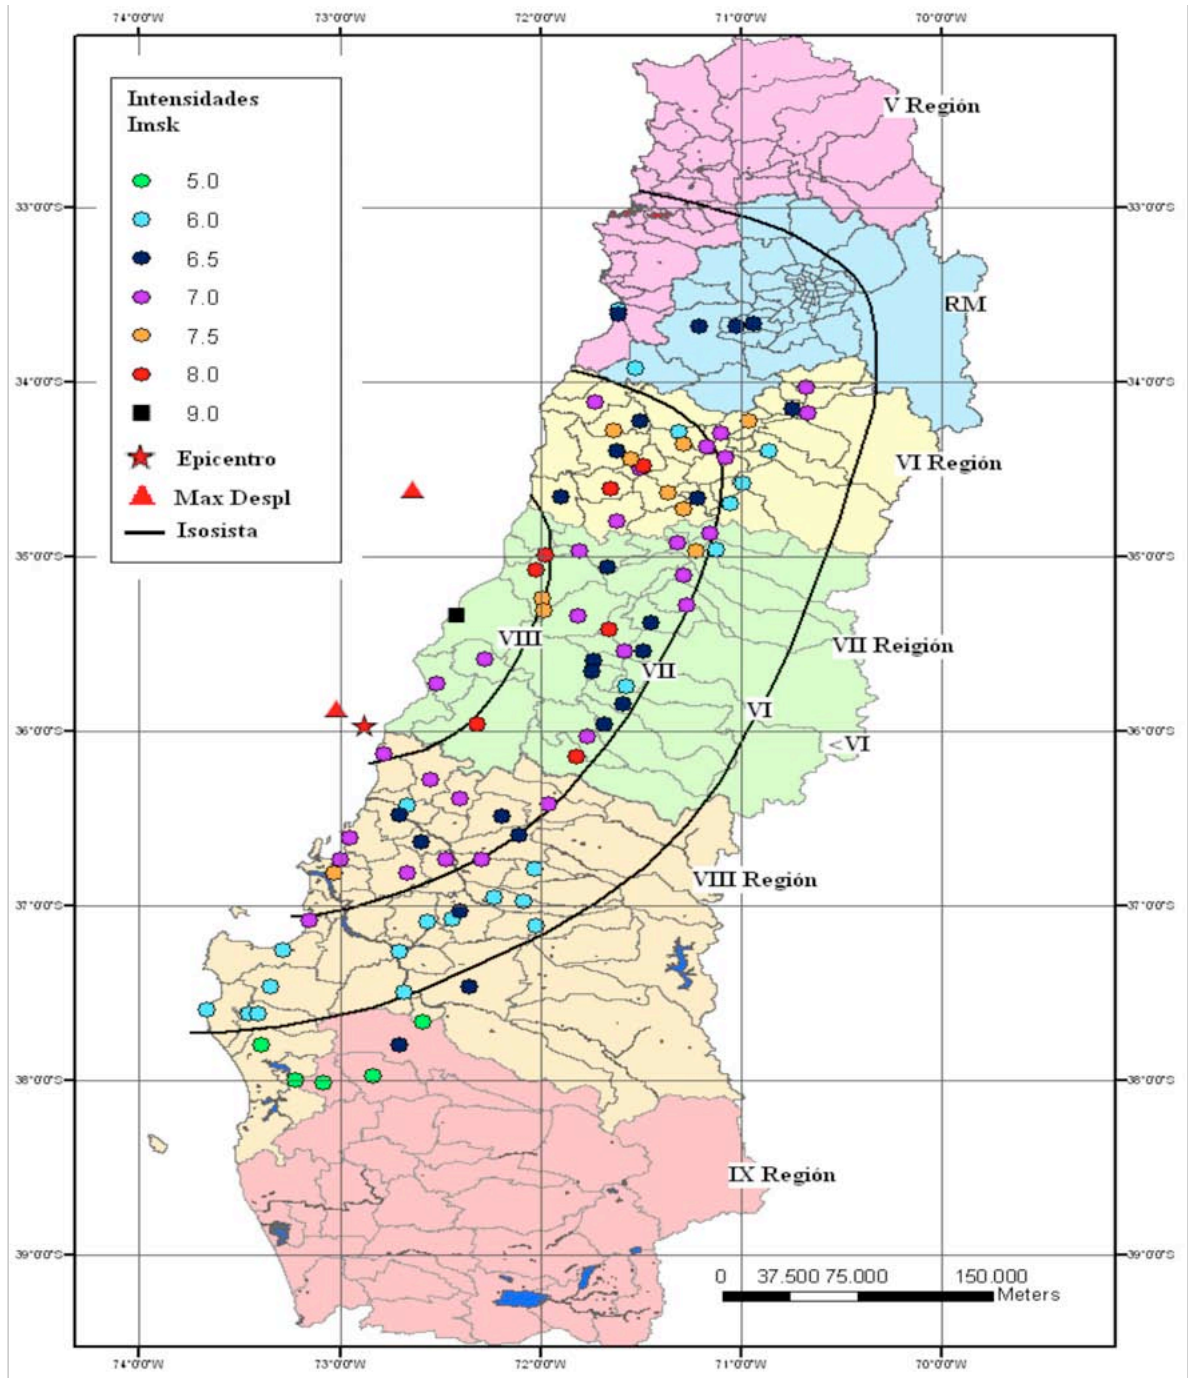 74°0'0"W 73°0'0"W 72°0'0"W 71°0'0"W 70°0'0"W
Intensidades
Imsk
5.0
6.0
6.5
7.0
7.5
8.0
9.0
Epicentro
Max Despl
Isosista
V Región
33°0'0"S 33°0'0"S
RM
34°0'0"S 34°0'0"S
VI Región
35°0'0"S 35°0'0"S
VIII
VII Reigión
VII
VI
<VI
36°0'0"S 36°0'0"S
VIII Región
37°0'0"S 37°0'0"S
38°0'0"S 38°0'0"S
IX Región
39°0'0"S 39°0'0"S
0 37.500 75.000 150.000
Meters
74°0'0"W 73°0'0"W 72°0'0"W 71°0'0"W 70°0'0"W